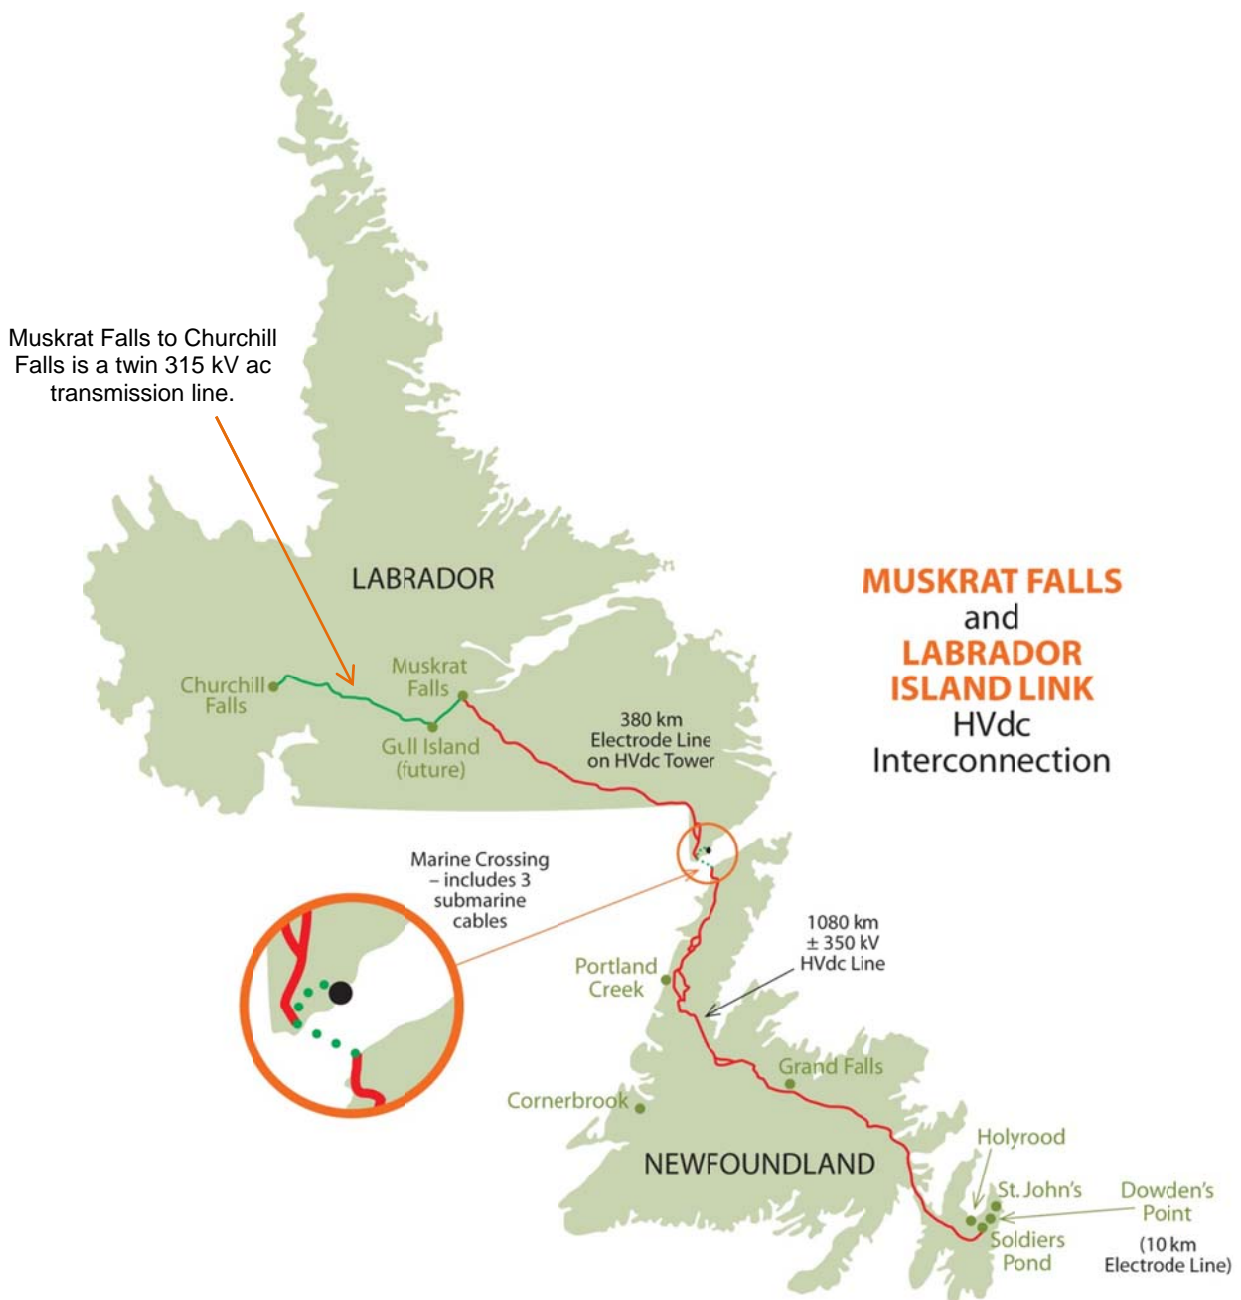 Muskrat Falls to Churchill
Falls is a twin 315 kV ac
transmission line.
LABRADOR
MUSKRAT FALLS
and
LABRADOR
ISLAND LINK
HVdc
Interconnection
Churchill
Falls
Muskrat
Falls
Gull Island
(future)
380 km
Electrode Line
on HVdc Tower
Marine Crossing
– includes 3
submarine
cables
1080 km
± 350 kV
HVdc Line
Portland
Creek
Grand Falls
Cornerbrook
NEWFOUNDLAND
Holyrood
St. John's
Dowden's
Point
(10 km
Electrode Line)
Soldiers
Pond